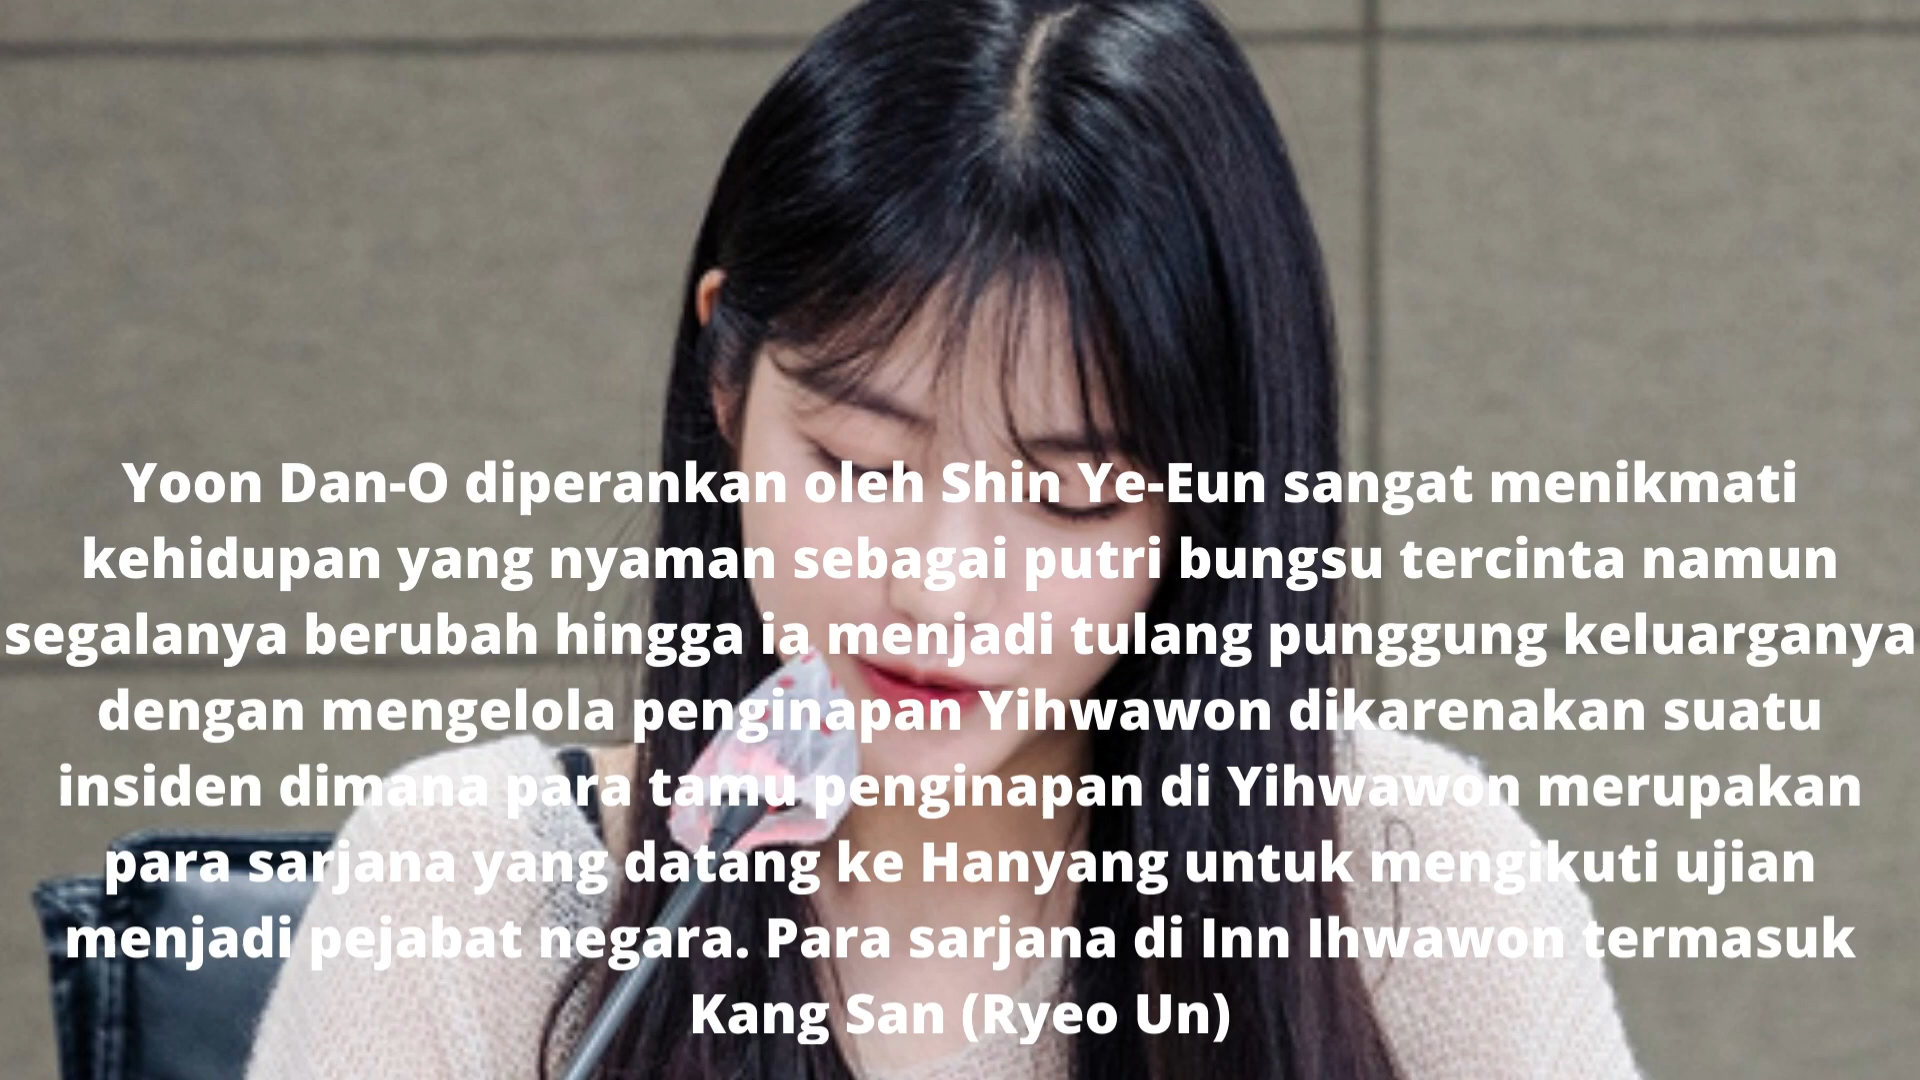 Yoon Dan-O diperankan oleh Shin Ye-Eun sangat menikmati
kehidupan yang nyaman sebagai putri bungsu tercinta namun
segalanya berubah hingga ia menjadi tulang punggung keluarganya
dengan mengelola penginapan Yihwawon dikarenakan suatu
insiden dimana para tamu penginapan di Yihwawon merupakan
para sarjana yang datang ke Hanyang untuk mengikuti ujian
menjadi pejabat negara. Para sarjana di Inn Ihwawon termasuk
Kang San (Ryeo Un)